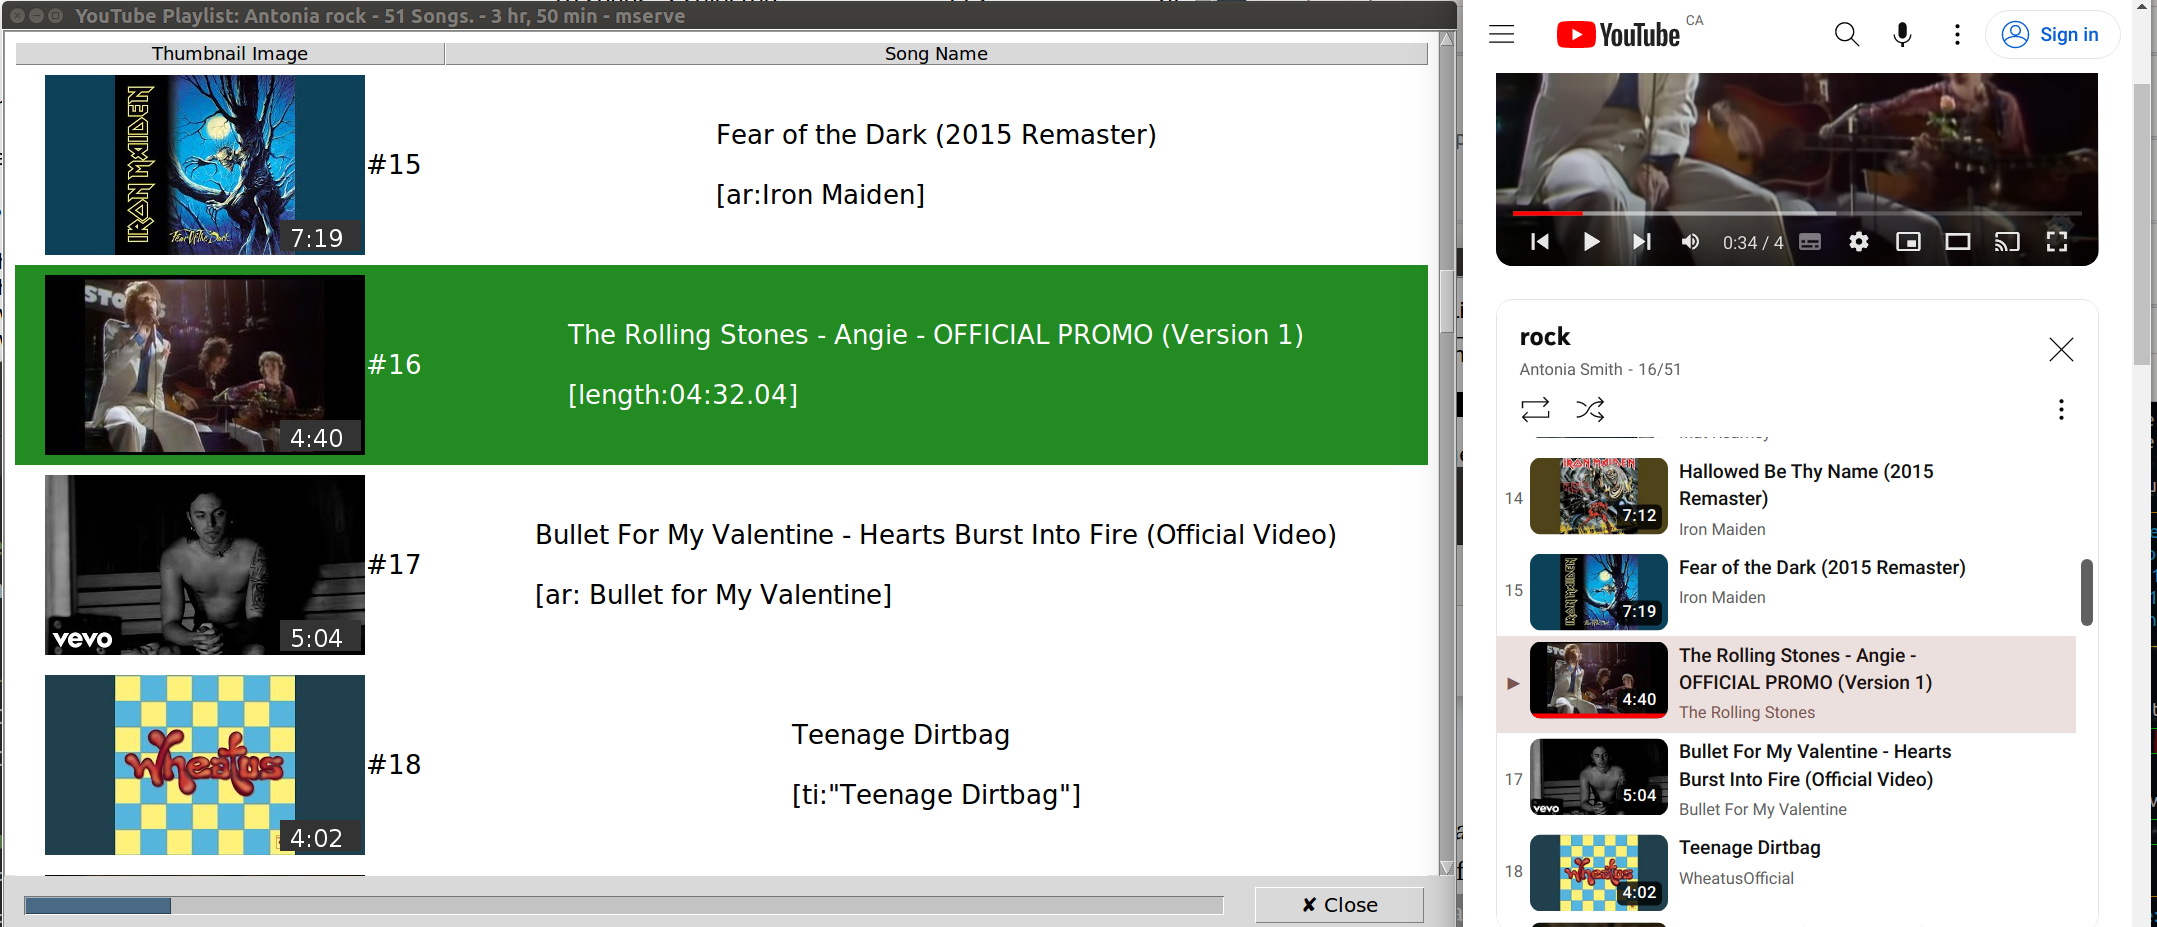 YouTube Playlist: Antonia rock - 51 Songs. - 3 hr, 50 min - mserve
Thumbnail Image
Song Name
IRON MAIDEN
Fear Of The Dark
7:19
#15
Fear of the Dark (2015 Remaster)
[ar:Iron Maiden]
STO
4:40
#16
The Rolling Stones - Angie - OFFICIAL PROMO (Version 1)
[length:04:32.04]
vevo
5:04
#17
Bullet For My Valentine - Hearts Burst Into Fire (Official Video)
[ar: Bullet for My Valentine]
Wheatus
4:02
#18
Teenage Dirtbag
[ti:"Teenage Dirtbag"]
✘ Close
YouTube CA
Sign in
0:34 / 4
rock
Antonia Smith - 16/51
14
IRON MAIDEN
7:12
Hallowed Be Thy Name (2015
Remaster)
Iron Maiden
15
IRON MAIDEN
7:19
Fear of the Dark (2015 Remaster)
Iron Maiden
STO
4:40
The Rolling Stones - Angie -
OFFICIAL PROMO (Version 1)
The Rolling Stones
17
vevo
5:04
Bullet For My Valentine - Hearts
Burst Into Fire (Official Video)
Bullet For My Valentine
18
Wheatus
4:02
Teenage Dirtbag
WheatusOfficial